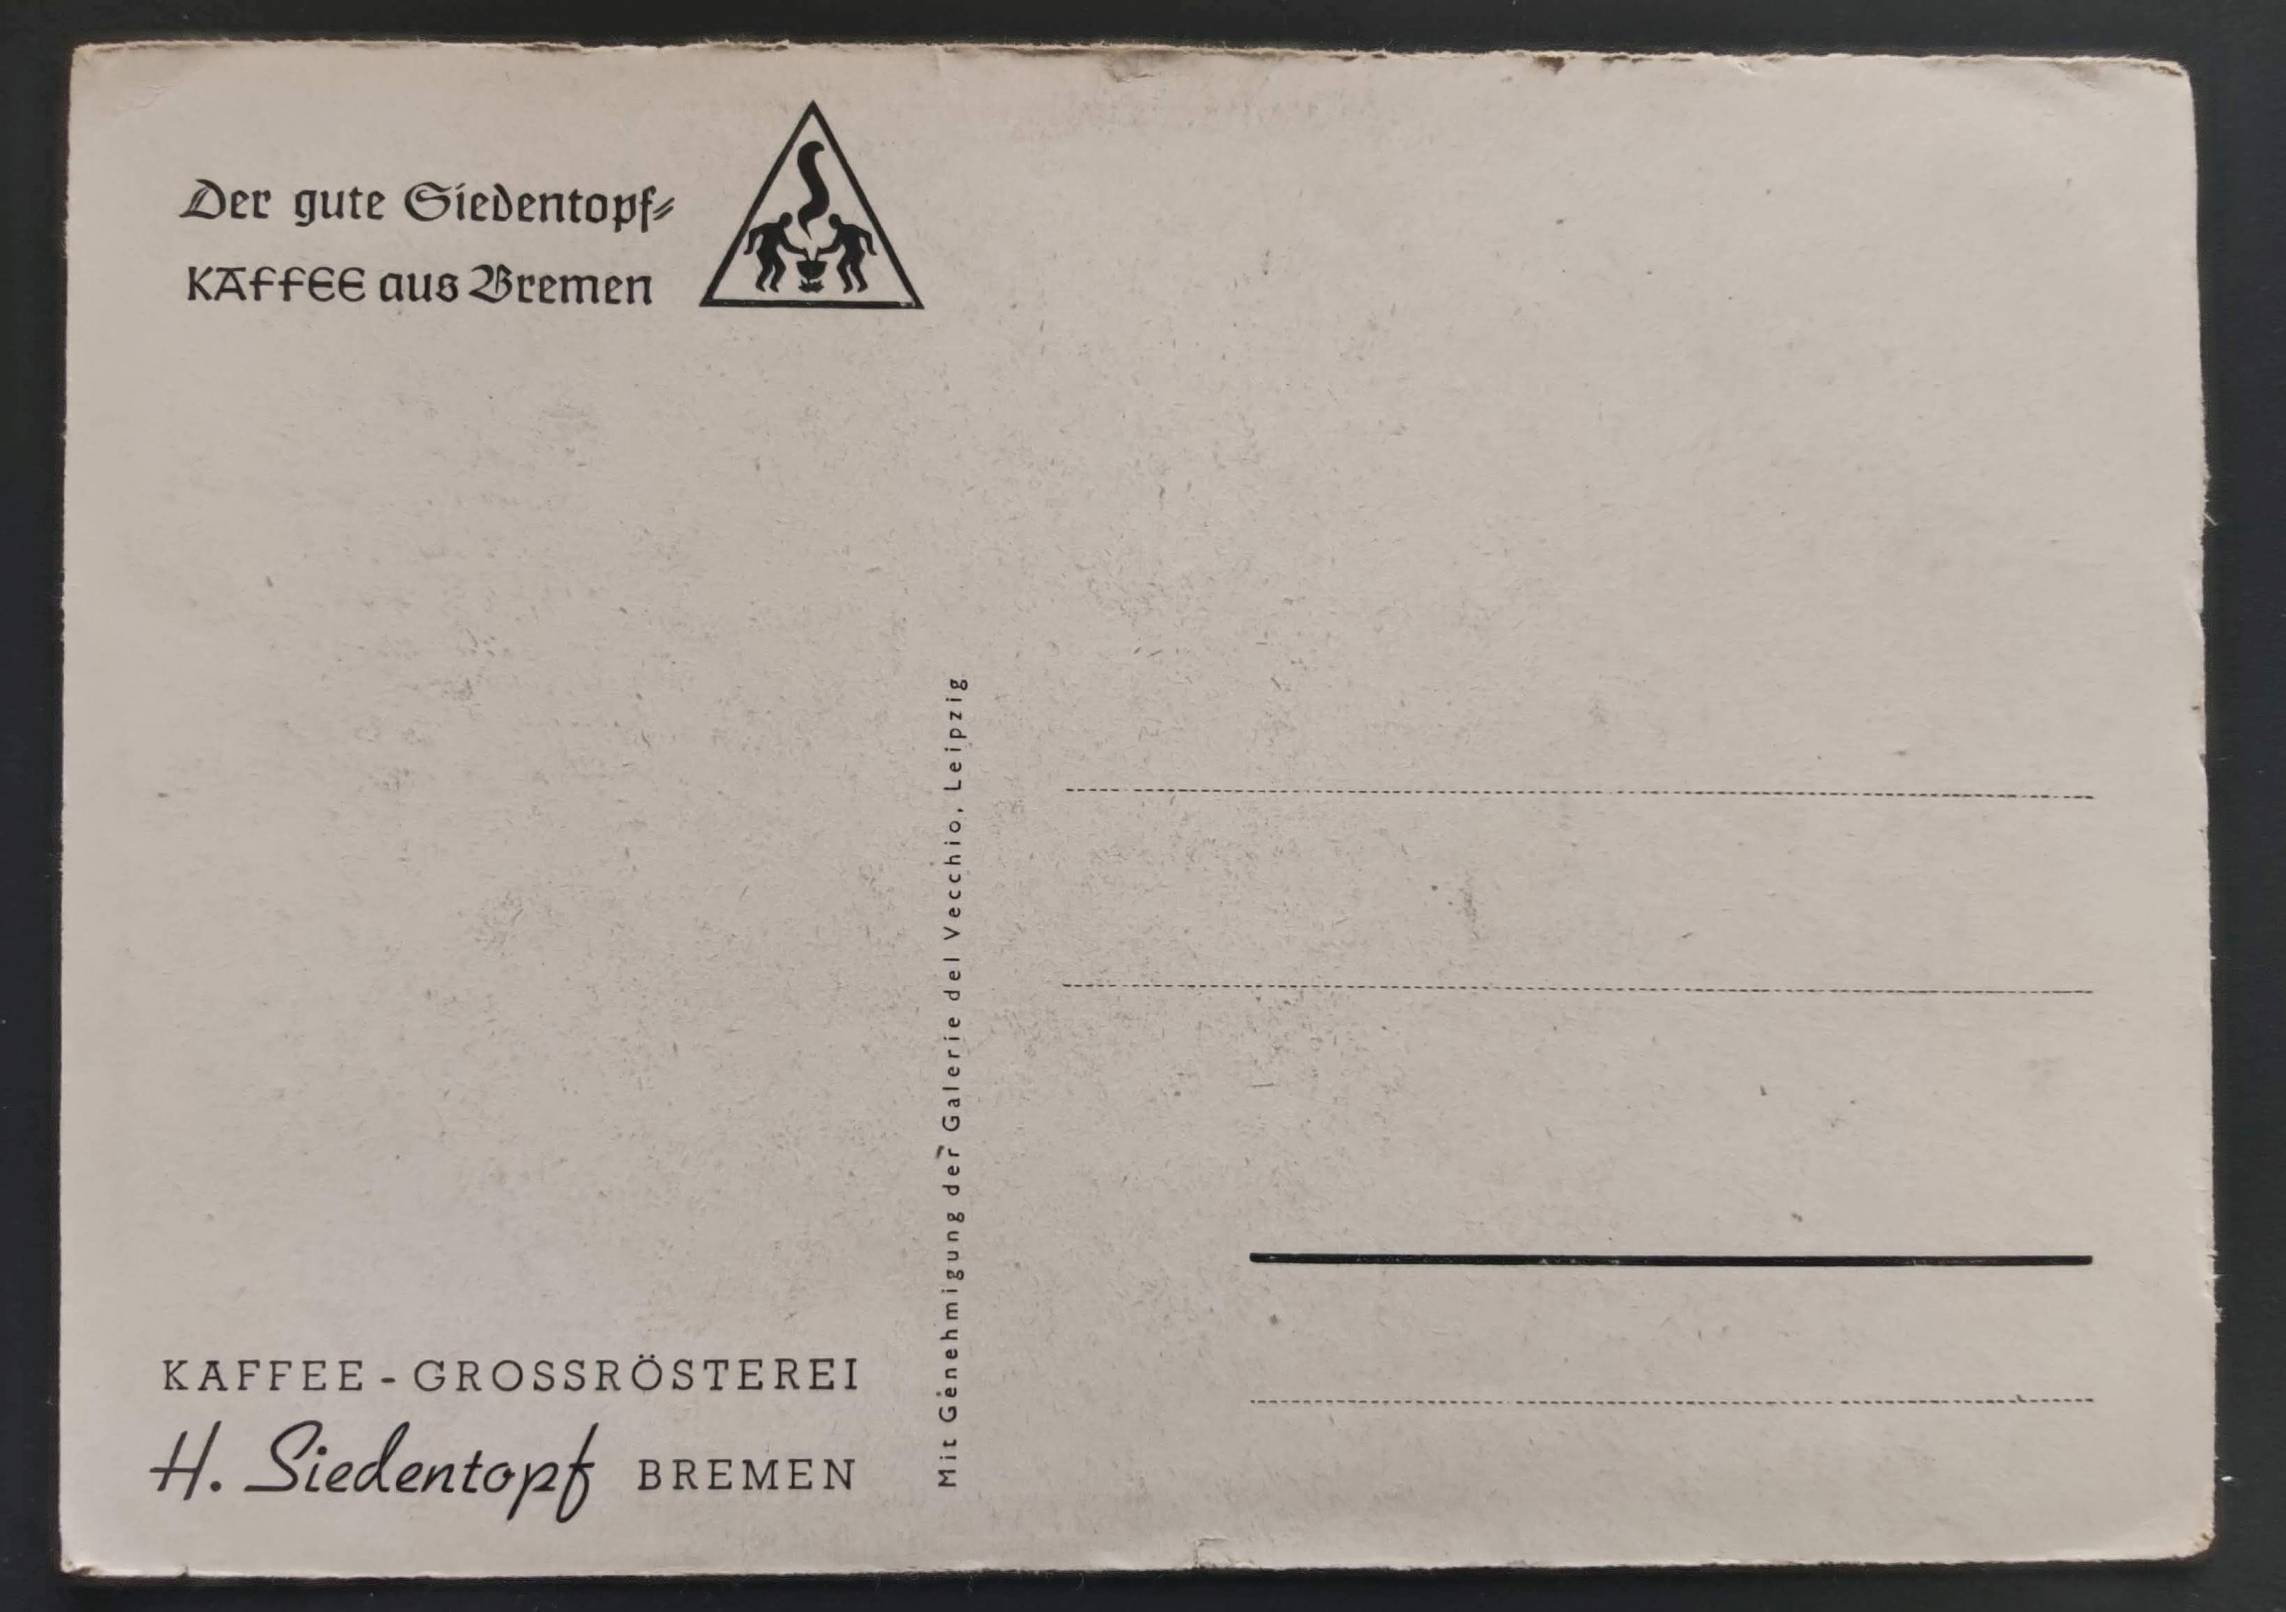 Der gute Siedentopf-
KAFFEE aus Bremen
Mit Genehmigung der Galerie del Vecchio, Leipzig
KAFFEE-GROSSRÖSTEREI
H. Siedentopf BREMEN